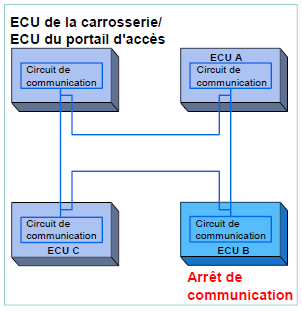 ECU de la carrosserie/
ECU du portail d'accès
Circuit de
communication
ECU A
Circuit de
communication
Circuit de
communication
ECU C
Circuit de
communication
ECU B
Arrêt de
communication